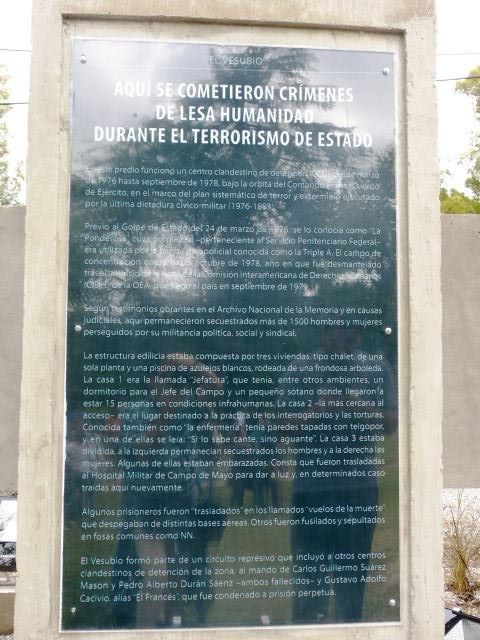 EL VESUBIO
AQUÍ SE COMETIERON CRÍMENES
DE LESA HUMANIDAD
DURANTE EL TERRORISMO DE ESTADO
En este predio funcionó un centro clandestino de detención (CCD), de marzo
de 1976 hasta septiembre de 1978, bajo la órbita del Comando Primer Cuerpo
de Ejército, en el marco del plan sistemático de terror y exterminio ejecutado
por la última dictadura cívico-militar (1976-1983).
Previo al Golpe de Estado del 24 de marzo de 1976, se lo conocía como "La
Ponderosa", cuya propiedad -perteneciente al Servicio Penitenciario Federal-
era utilizada por la parapolicial conocida como la Triple A. El campo de
concentración octubre de 1978, año en que fue desmantelado
tras el anuncio de la Comisión Interamericana de Derechos Humanos
(CIDH), de la OEA, que llegó al país en septiembre de 1979.
Según testimonios obrantes en el Archivo Nacional de la Memoria y en causas
judiciales, aquí permanecieron secuestrados más de 1500 hombres y mujeres
perseguidos por su militancia política, social y sindical.
La estructura edilicia estaba compuesta por tres viviendas, tipo chalet, de una
sola planta y una piscina de azulejos blancos, rodeada de una frondosa arboleda.
La casa 1 era la llamada "Jefatura", que tenía, entre otros ambientes, un
dormitorio para el Jefe del Campo y un pequeño sótano donde llegaron a
estar 15 personas en condiciones infrahumanas. La casa 2 -la más cercana al
acceso- era el lugar destinado a la práctica de los interrogatorios y las torturas.
Conocida también como "la enfermería", tenía paredes tapadas con telgopor,
y en una de ellas se leía: "Si lo sabe cante, sino aguante". La casa 3 estaba
dividida, a la izquierda permanecían secuestrados los hombres y a la derecha las
mujeres. Algunas de ellas estaban embarazadas. Consta que fueron trasladadas
al Hospital Militar de Campo de Mayo para dar a luz y, en determinados caso
traídas aquí nuevamente.
Algunos prisioneros fueron "trasladados" en los llamados "vuelos de la muerte"
que despegaban de distintas bases aéreas. Otros fueron fusilados y sepultados
en fosas comunes como NN.
El Vesubio formó parte de un circuito represivo que incluyó a otros centros
clandestinos de detención de la zona, al mando de Carlos Guillermo Suárez
Mason y Pedro Alberto Durán Sáenz -ambos fallecidos- y Gustavo Adolfo
Cacivio, alias "El Francés", que fue condenado a prisión perpetua.